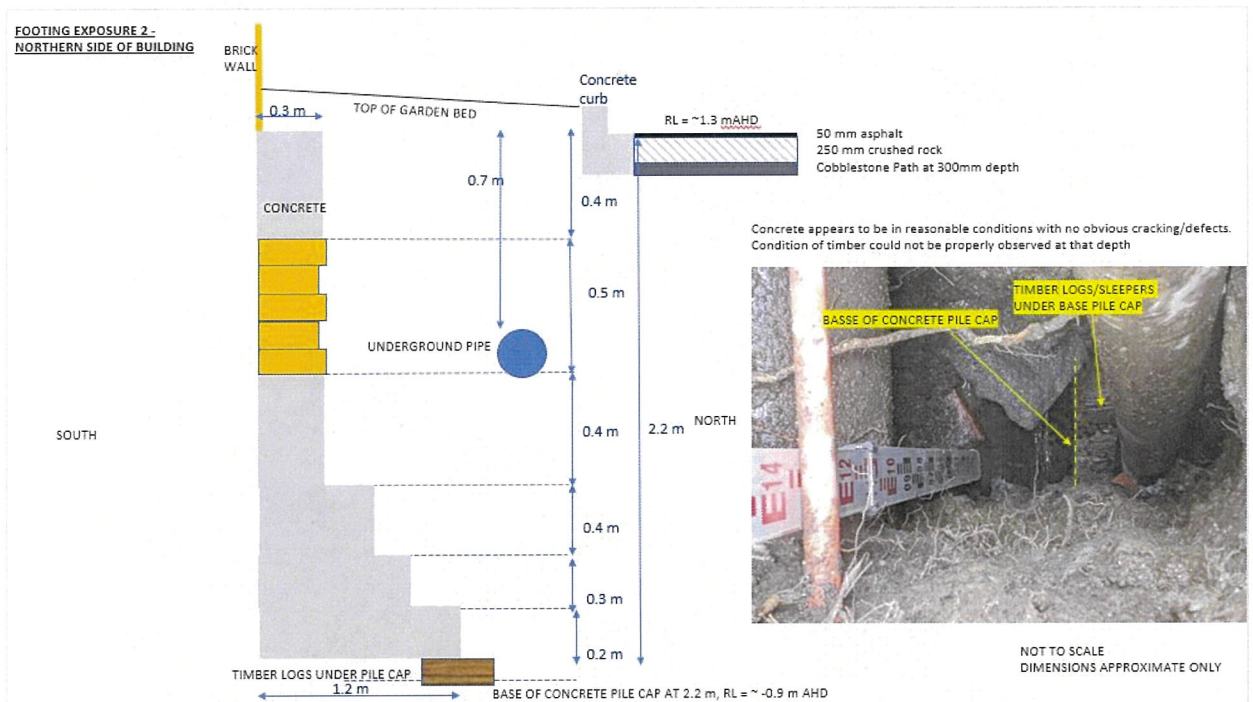 FOOTING EXPOSURE 2 -
NORTHERN SIDE OF BUILDING
BRICK
WALL
Concrete
curb
0.3 m
TOP OF GARDEN BED
RL = ~1.3 mAHD
50 mm asphalt
250 mm crushed rock
Cobblestone Path at 300mm depth
0.7 m
0.4 m
CONCRETE
Concrete appears to be in reasonable conditions with no obvious cracking/defects.
Condition of timber could not be properly observed at that depth
0.5 m
TIMBER LOGS/SLEEPERS
UNDER BASE PILE CAP
BASSE OF CONCRETE PILE CAP
UNDERGROUND PIPE
SOUTH
0.4 m
2.2 m
NORTH
E14
E12
E10
0.4 m
0.3 m
0.2 m
NOT TO SCALE
DIMENSIONS APPROXIMATE ONLY
TIMBER LOGS UNDER PILE CAP
1.2 m
BASE OF CONCRETE PILE CAP AT 2.2 m, RL = ~ -0.9 m AHD